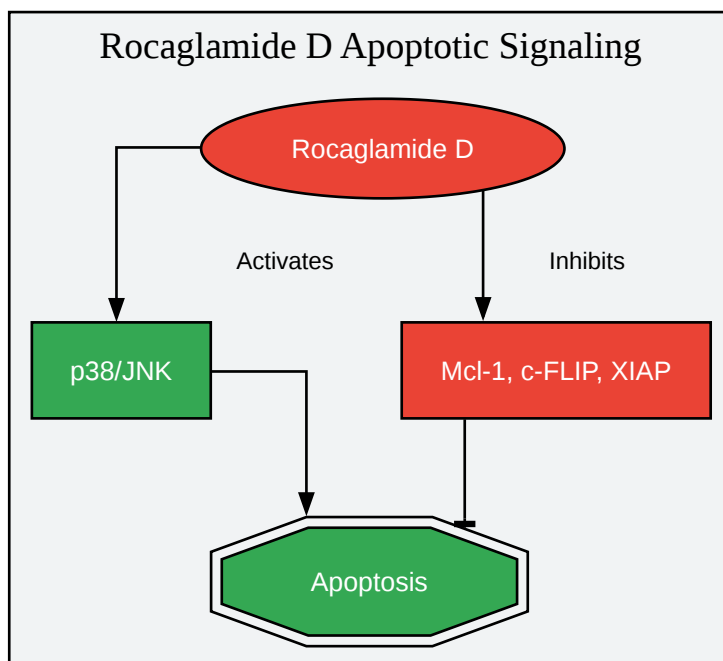 Rocaglamide D Apoptotic Signaling
Rocaglamide D
Activates
Inhibits
p38/JNK
Mcl-1, c-FLIP, XIAP
Apoptosis